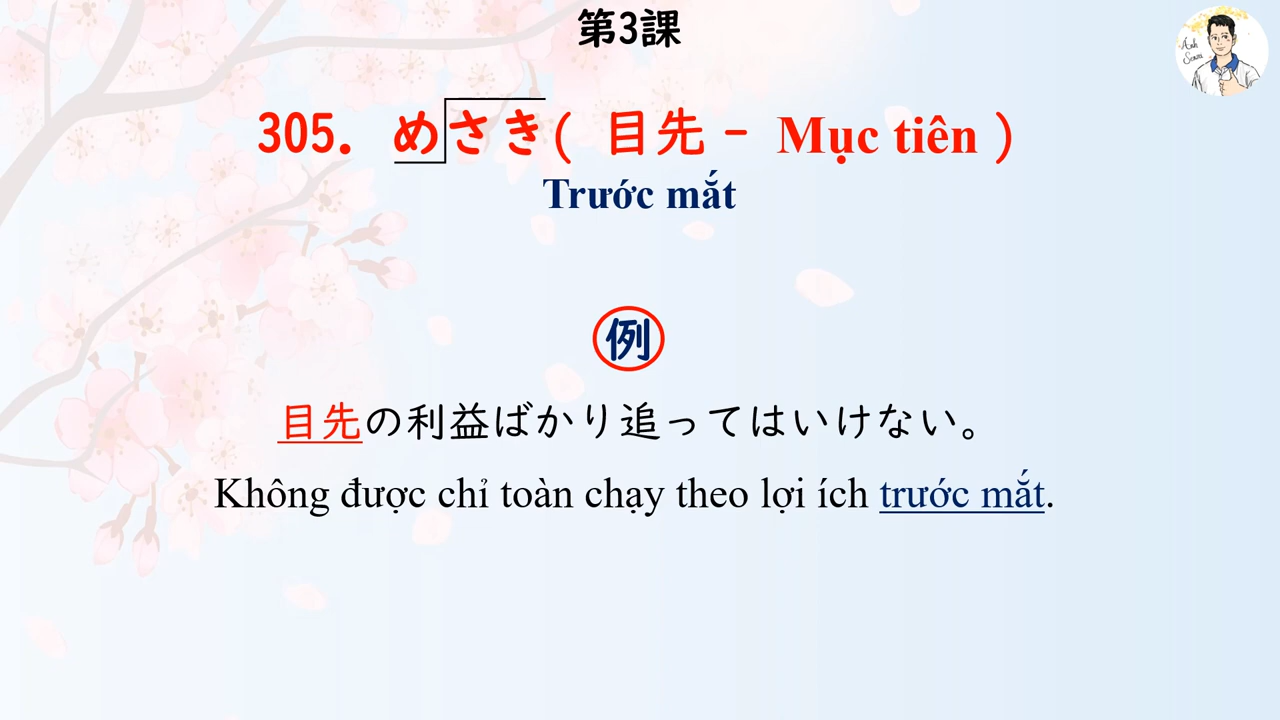 第3課
Anh
Sensei
305. めさき( 目先 - Mục tiên )
Trước mắt
例
目先の利益ばかり追ってはいけない。
Không được chỉ toàn chạy theo lợi ích trước mắt.